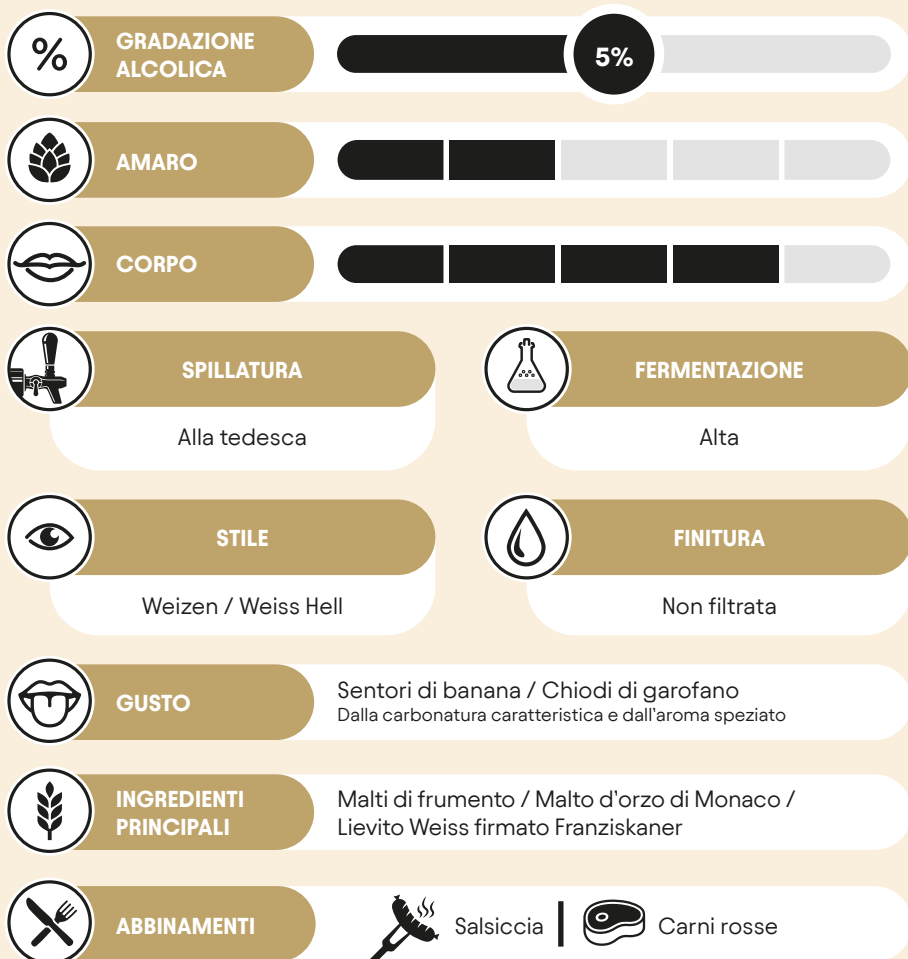 %
GRADAZIONE
ALCOLICA
5%
AMARO
CORPO
SPILLATURA
Alla tedesca
FERMENTAZIONE
Alta
STILE
Weizen / Weiss Hell
FINITURA
Non filtrata
GUSTO
Sentori di banana / Chiodi di garofano
Dalla carbonatura caratteristica e dall'aroma speziato
INGREDIENTI
PRINCIPALI
Malti di frumento / Malto d'orzo di Monaco /
Lievito Weiss firmato Franziskaner
ABBINAMENTI
Salsiccia
Carni rosse